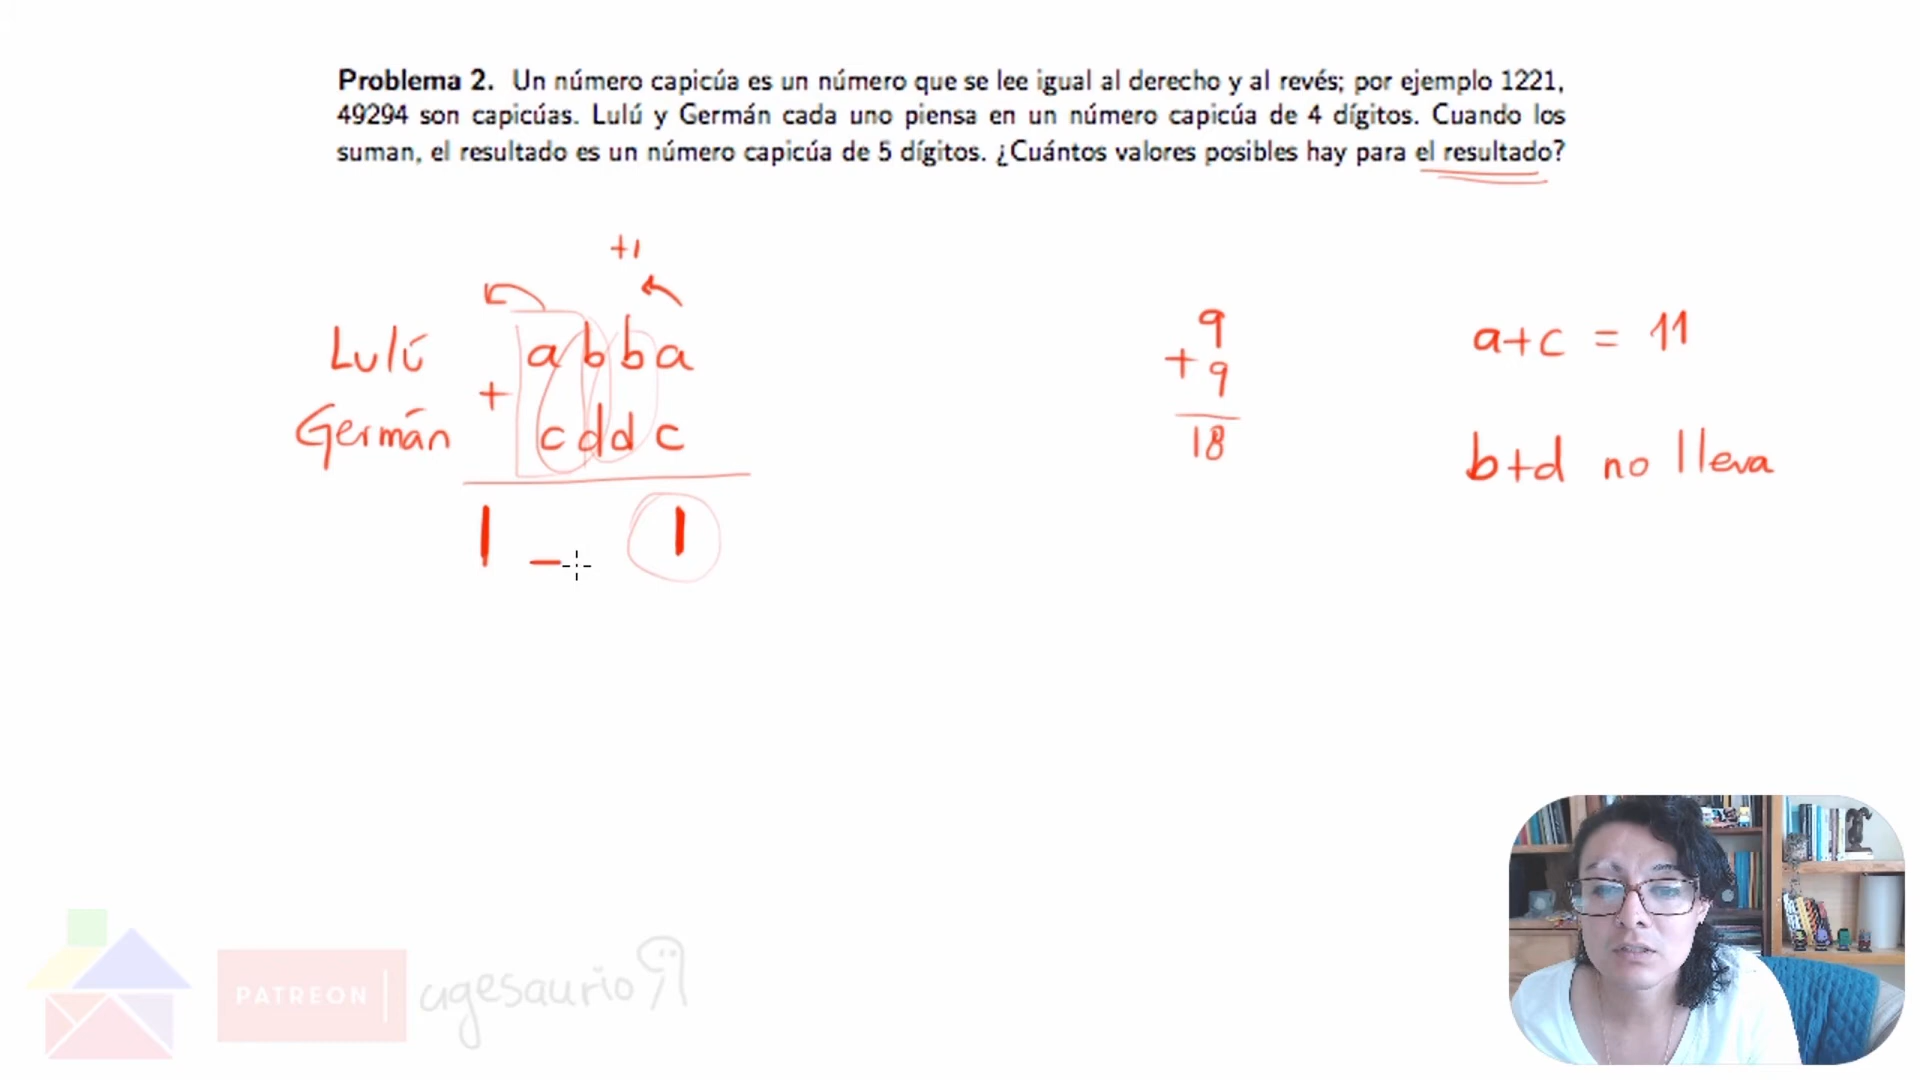 Problema 2. Un número capicúa es un número que se lee igual al derecho y al revés; por ejemplo 1221,
49294 son capicúas. Lulú y Germán cada uno piensa en un número capicúa de 4 dígitos. Cuando los
suman, el resultado es un número capicúa de 5 dígitos. ¿Cuántos valores posibles hay para el resultado?
+1
Lulú a b b a
+
Germán c d d c
1 _ 1
9
+ 9
18
a+c = 11
b+d no lleva
PATREON
agesaurio